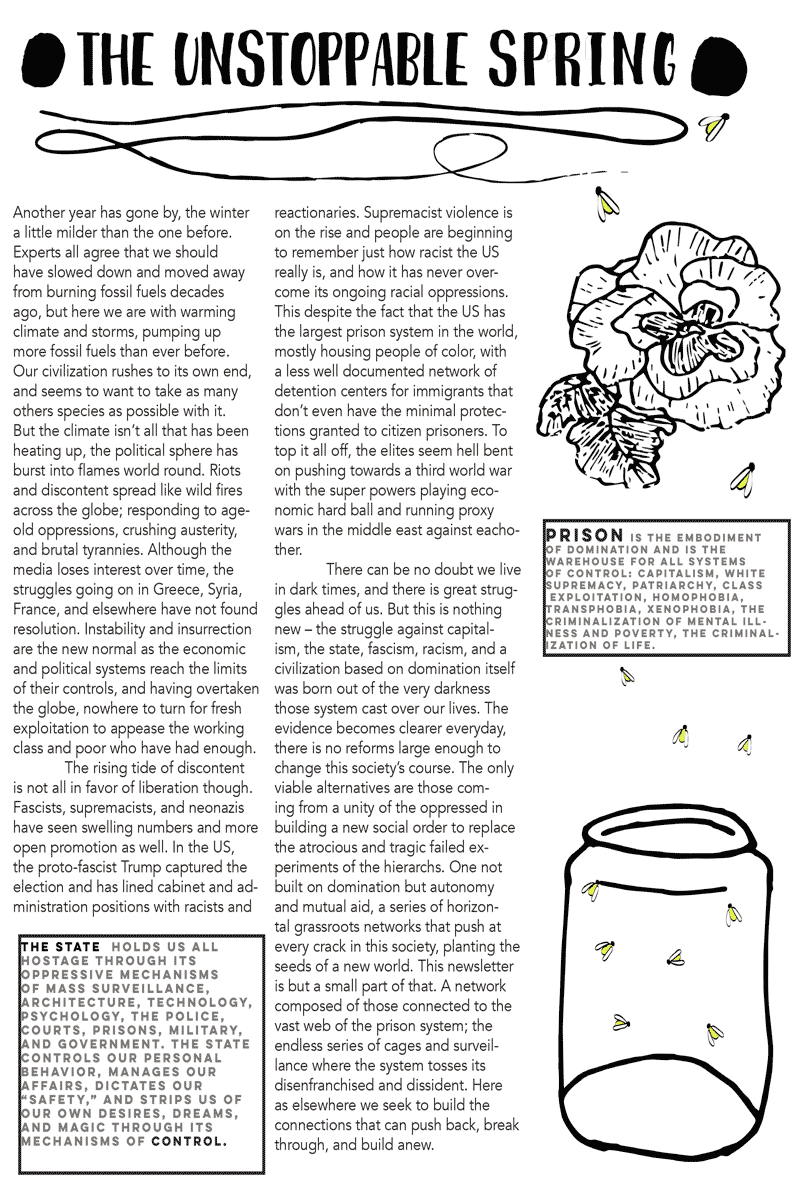 THE UNSTOPPABLE SPRING
Another year has gone by, the winter
a little milder than the one before.
Experts all agree that we should
have slowed down and moved away
from burning fossil fuels decades
ago, but here we are with warming
climate and storms, pumping up
more fossil fuels than ever before.
Our civilization rushes to its own end,
and seems to want to take as many
others species as possible with it.
But the climate isn't all that has been
heating up, the political sphere has
burst into flames world round. Riots
and discontent spread like wild fires
across the globe; responding to age-
old oppressions, crushing austerity,
and brutal tyrannies. Although the
media loses interest over time, the
struggles going on in Greece, Syria,
France, and elsewhere have not found
resolution. Instability and insurrection
are the new normal as the economic
and political systems reach the limits
of their controls, and having overtaken
the globe, nowhere to turn for fresh
exploitation to appease the working
class and poor who have had enough.
The rising tide of discontent
is not all in favor of liberation though.
Fascists, supremacists, and neonazis
have seen swelling numbers and more
open promotion as well. In the US,
the proto-fascist Trump captured the
election and has lined cabinet and ad-
ministration positions with racists and
THE STATE HOLDS US ALL
HOSTAGE THROUGH ITS
OPPRESSIVE MECHANISMS
OF MASS SURVEILLANCE,
ARCHITECTURE, TECHNOLOGY,
PSYCHOLOGY, THE POLICE,
COURTS, PRISONS, MILITARY,
AND GOVERNMENT. THE STATE
CONTROLS OUR PERSONAL
BEHAVIOR, MANAGES OUR
AFFAIRS, DICTATES OUR
"SAFETY," AND STRIPS US OF
OUR OWN DESIRES, DREAMS,
AND MAGIC THROUGH ITS
MECHANISMS OF CONTROL.
reactionaries. Supremacist violence is
on the rise and people are beginning
to remember just how racist the US
really is, and how it has never over-
come its ongoing racial oppressions.
This despite the fact that the US has
the largest prison system in the world,
mostly housing people of color, with
a less well documented network of
detention centers for immigrants that
don't even have the minimal protec-
tions granted to citizen prisoners. To
top it all off, the elites seem hell bent
on pushing towards a third world war
with the super powers playing eco-
nomic hard ball and running proxy
wars in the middle east against eacho-
ther.
There can be no doubt we live
in dark times, and there is great strug-
gles ahead of us. But this is nothing
new – the struggle against capital-
ism, the state, fascism, racism, and a
civilization based on domination itself
was born out of the very darkness
those system cast over our lives. The
evidence becomes clearer everyday,
there is no reforms large enough to
change this society's course. The only
viable alternatives are those com-
ing from a unity of the oppressed in
building a new social order to replace
the atrocious and tragic failed ex-
periments of the hierarchs. One not
built on domination but autonomy
and mutual aid, a series of horizon-
tal grassroots networks that push at
every crack in this society, planting the
seeds of a new world. This newsletter
is but a small part of that. A network
composed of those connected to the
vast web of the prison system; the
endless series of cages and surveil-
lance where the system tosses its
disenfranchised and dissident. Here
as elsewhere we seek to build the
connections that can push back, break
through, and build anew.
PRISON IS THE EMBODIMENT
OF DOMINATION AND IS THE
WAREHOUSE FOR ALL SYSTEMS
OF CONTROL: CAPITALISM, WHITE
SUPREMACY, PATRIARCHY, CLASS
EXPLOITATION, HOMOPHOBIA,
TRANSPHOBIA, XENOPHOBIA, THE
CRIMINALIZATION OF MENTAL ILL-
NESS AND POVERTY, THE CRIMINAL-
IZATION OF LIFE.